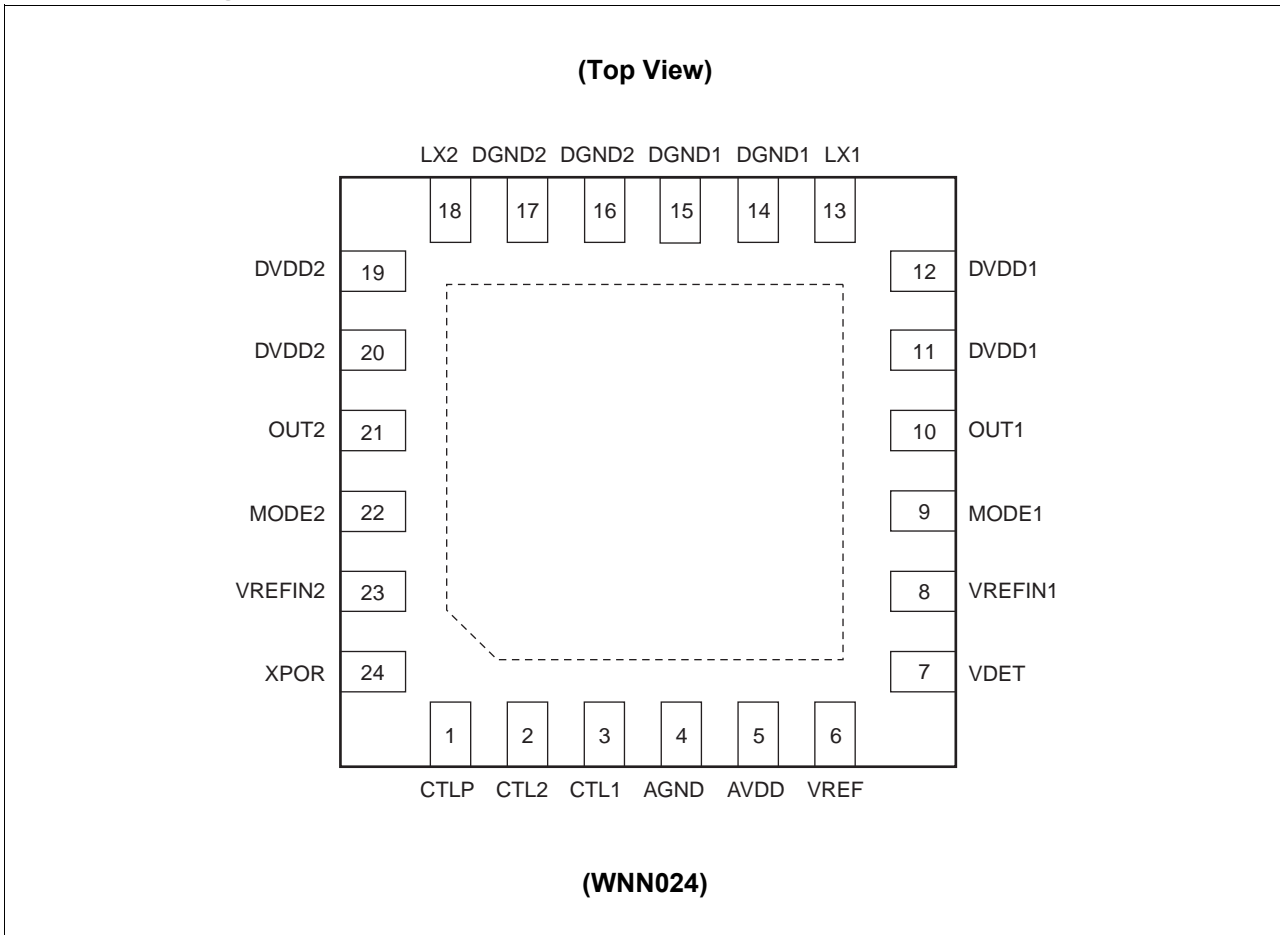 (Top View)
LX2 DGND2 DGND2 DGND1 DGND1 LX1
18 17 16 15 14 13
DVDD2 19 12 DVDD1
DVDD2 20 11 DVDD1
OUT2 21 10 OUT1
MODE2 22 9 MODE1
VREFIN2 23 8 VREFIN1
XPOR 24 7 VDET
1 2 3 4 5 6
CTLP CTL2 CTL1 AGND AVDD VREF
(WNN024)